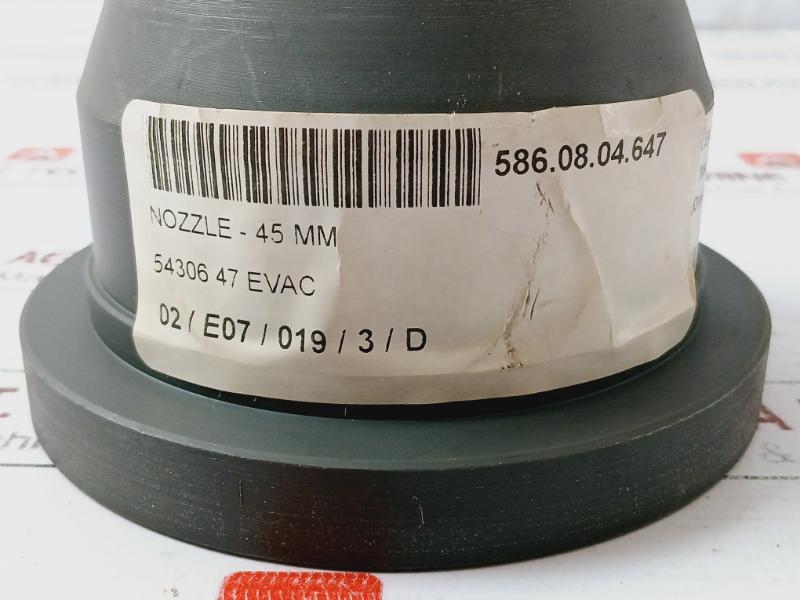 586.08.04.647
NOZZLE - 45 MM
54306 47 EVAC
02 / E07 / 019 / 3 / D